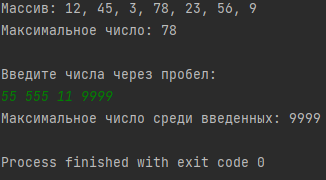 Массив: 12, 45, 3, 78, 23, 56, 9
Максимальное число: 78
Введите числа через пробел:
55 555 11 9999
Максимальное число среди введенных: 9999
Process finished with exit code 0